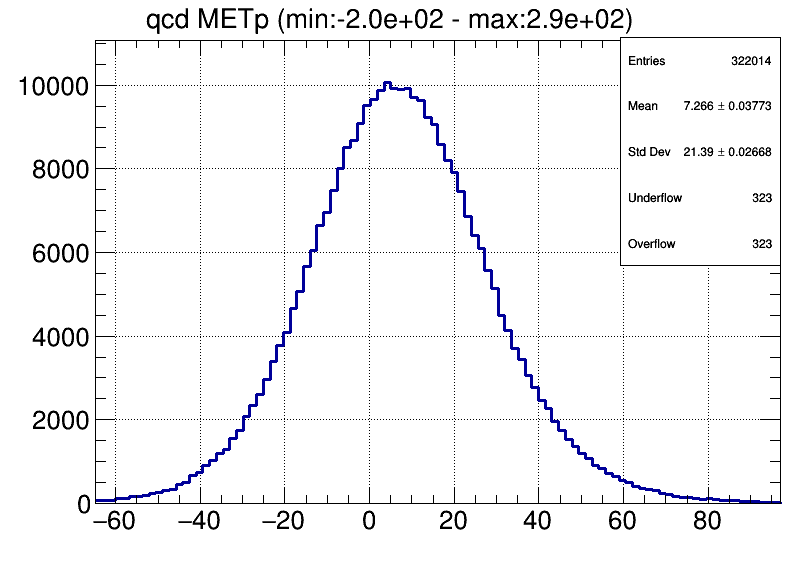 qcd METp (min:-2.0e+02 - max:2.9e+02)
Entries 322014
Mean 7.266 ± 0.03773
Std Dev 21.39 ± 0.02668
Underflow 323
Overflow 323
10000
8000
6000
4000
2000
0
−60 −40 −20 0 20 40 60 80